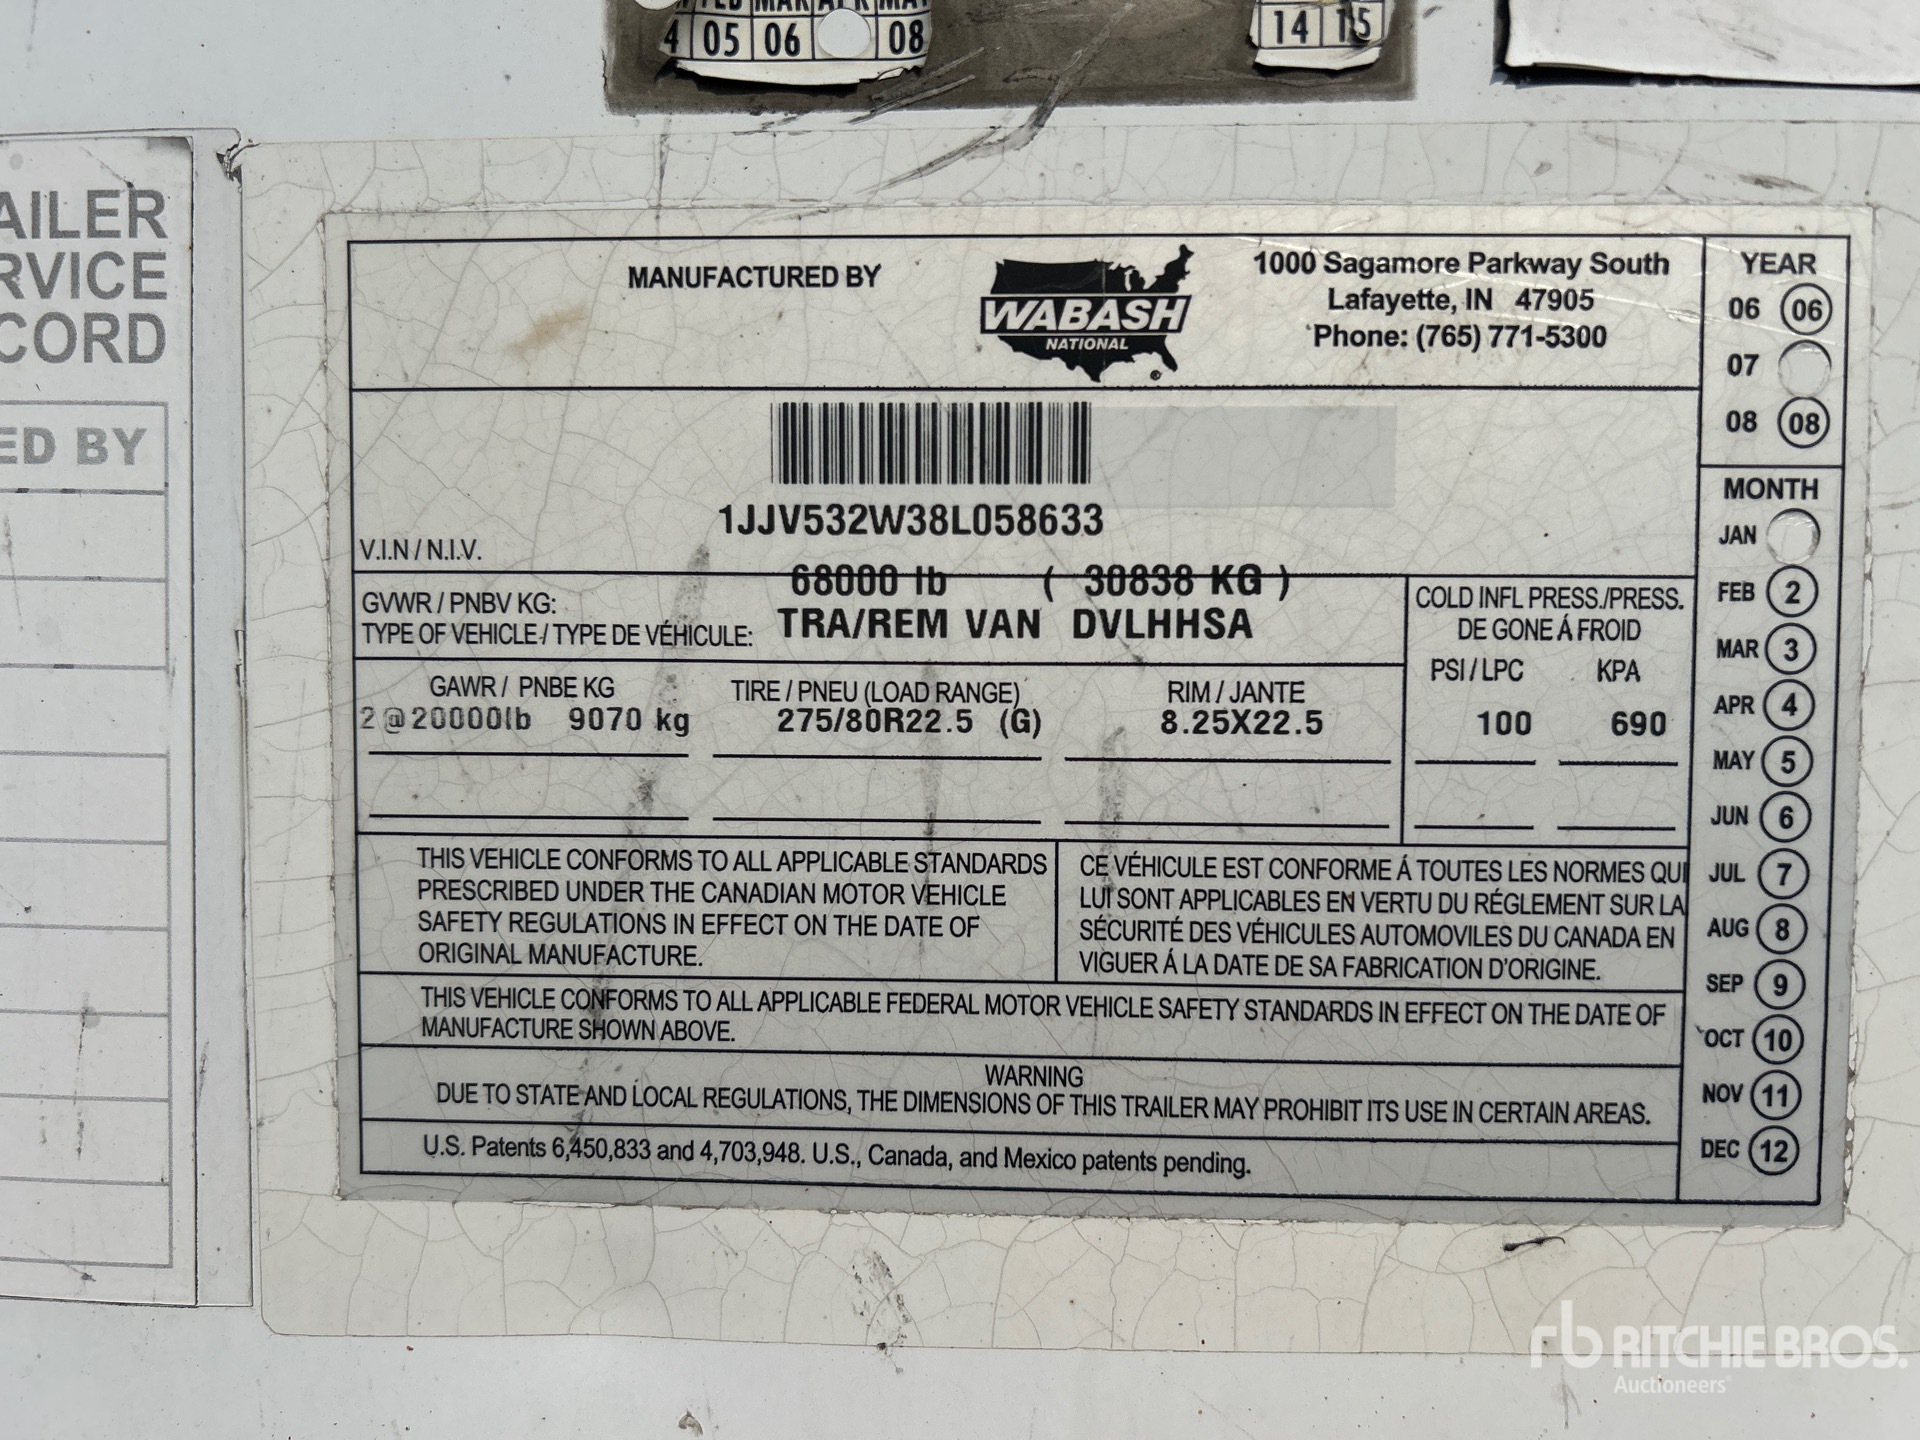 FEB MAR APR MAY
4 05 06 08
14 15
AILER
RVICE
CORD
ED BY
MANUFACTURED BY
WABASH
NATIONAL
®
1000 Sagamore Parkway South
Lafayette, IN 47905
Phone: (765) 771-5300
YEAR
06 06
07
08 08
1JJV532W38L058633
V.I.N / N.I.V.
68000 lb ( 30838 KG )
GVWR / PNBV KG:
TYPE OF VEHICLE / TYPE DE VÉHICULE: TRA/REM VAN DVLHHSA
COLD INFL PRESS./PRESS.
DE GONE Á FROID
PSI / LPC KPA
GAWR / PNBE KG TIRE / PNEU (LOAD RANGE) RIM / JANTE
2@20000lb 9070 kg 275/80R22.5 (G) 8.25X22.5 100 690
MONTH
JAN
FEB 2
MAR 3
APR 4
MAY 5
JUN 6
JUL 7
AUG 8
SEP 9
OCT 10
NOV 11
DEC 12
THIS VEHICLE CONFORMS TO ALL APPLICABLE STANDARDS
PRESCRIBED UNDER THE CANADIAN MOTOR VEHICLE
SAFETY REGULATIONS IN EFFECT ON THE DATE OF
ORIGINAL MANUFACTURE.
CE VÉHICULE EST CONFORME Á TOUTES LES NORMES QUI
LUI SONT APPLICABLES EN VERTU DU RÉGLEMENT SUR LA
SÉCURITÉ DES VÉHICULES AUTOMOVILES DU CANADA EN
VIGUER Á LA DATE DE SA FABRICATION D'ORIGINE.
THIS VEHICLE CONFORMS TO ALL APPLICABLE FEDERAL MOTOR VEHICLE SAFETY STANDARDS IN EFFECT ON THE DATE OF
MANUFACTURE SHOWN ABOVE.
WARNING
DUE TO STATE AND LOCAL REGULATIONS, THE DIMENSIONS OF THIS TRAILER MAY PROHIBIT ITS USE IN CERTAIN AREAS.
U.S. Patents 6,450,833 and 4,703,948. U.S., Canada, and Mexico patents pending.
rb RITCHIE BROS.
Auctioneers